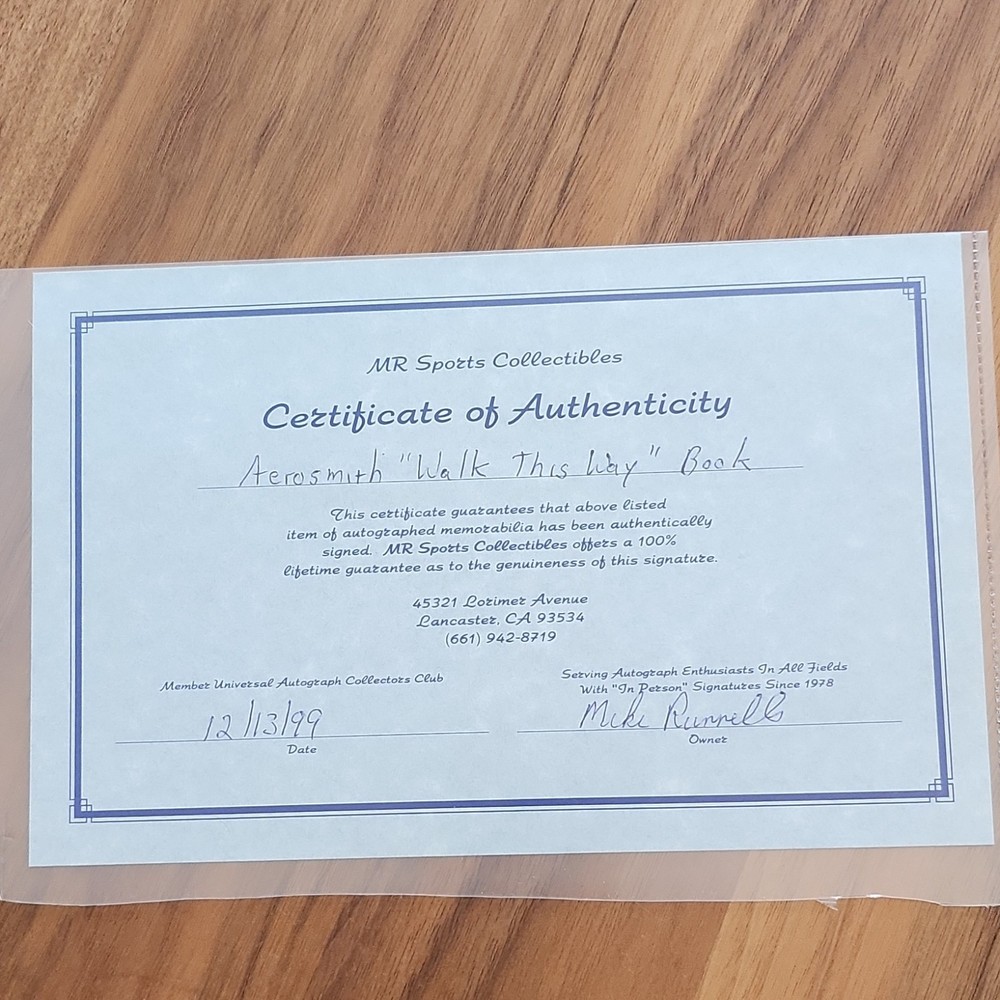 MR Sports Collectibles
Certificate of Authenticity
Aerosmith "Walk This Way" Book
This certificate guarantees that above listed
item of autographed memorabilia has been authentically
signed. MR Sports Collectibles offers a 100%
lifetime guarantee as to the genuineness of this signature.
45321 Lorimer Avenue
Lancaster, CA 93534
(661) 942-8719
Member Universal Autograph Collectors Club
12/13/99
Date
Serving Autograph Enthusiasts In All Fields
With "In Person" Signatures Since 1978
Mike Runnells
Owner